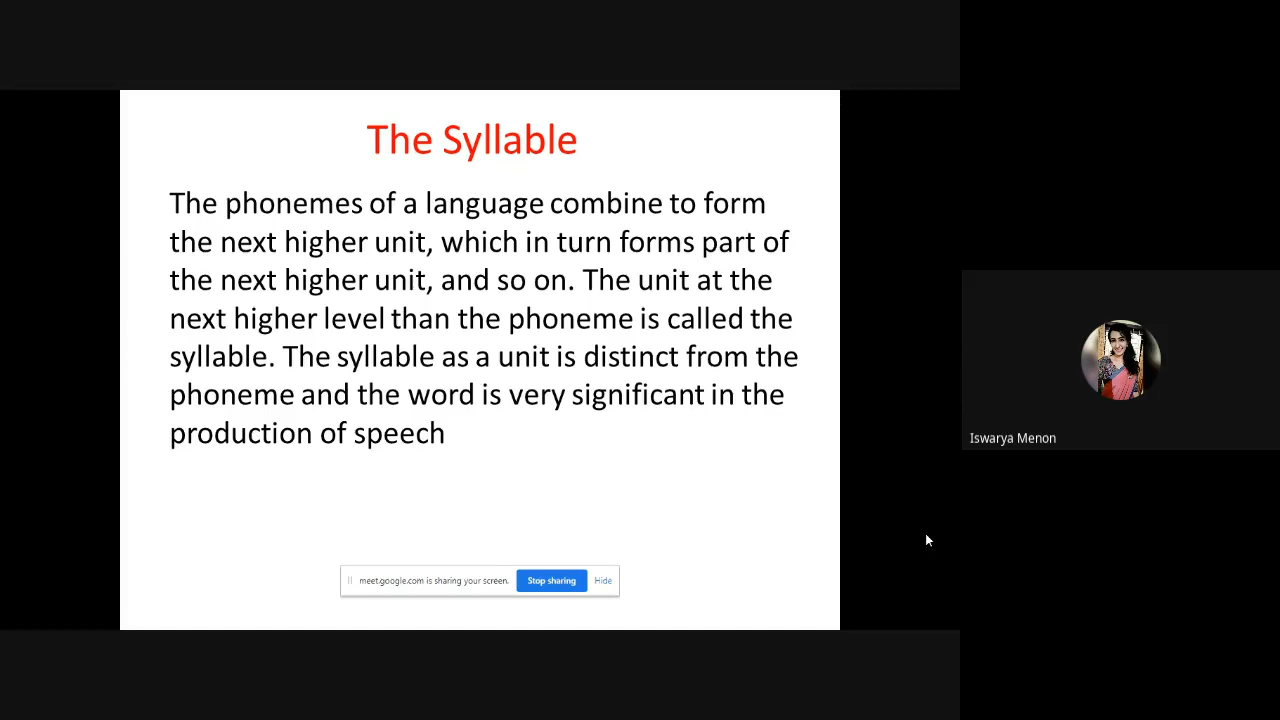 The Syllable
The phonemes of a language combine to form
the next higher unit, which in turn forms part of
the next higher unit, and so on. The unit at the
next higher level than the phoneme is called the
syllable. The syllable as a unit is distinct from the
phoneme and the word is very significant in the
production of speech
meet.google.com is sharing your screen. Stop sharing Hide
Iswarya Menon